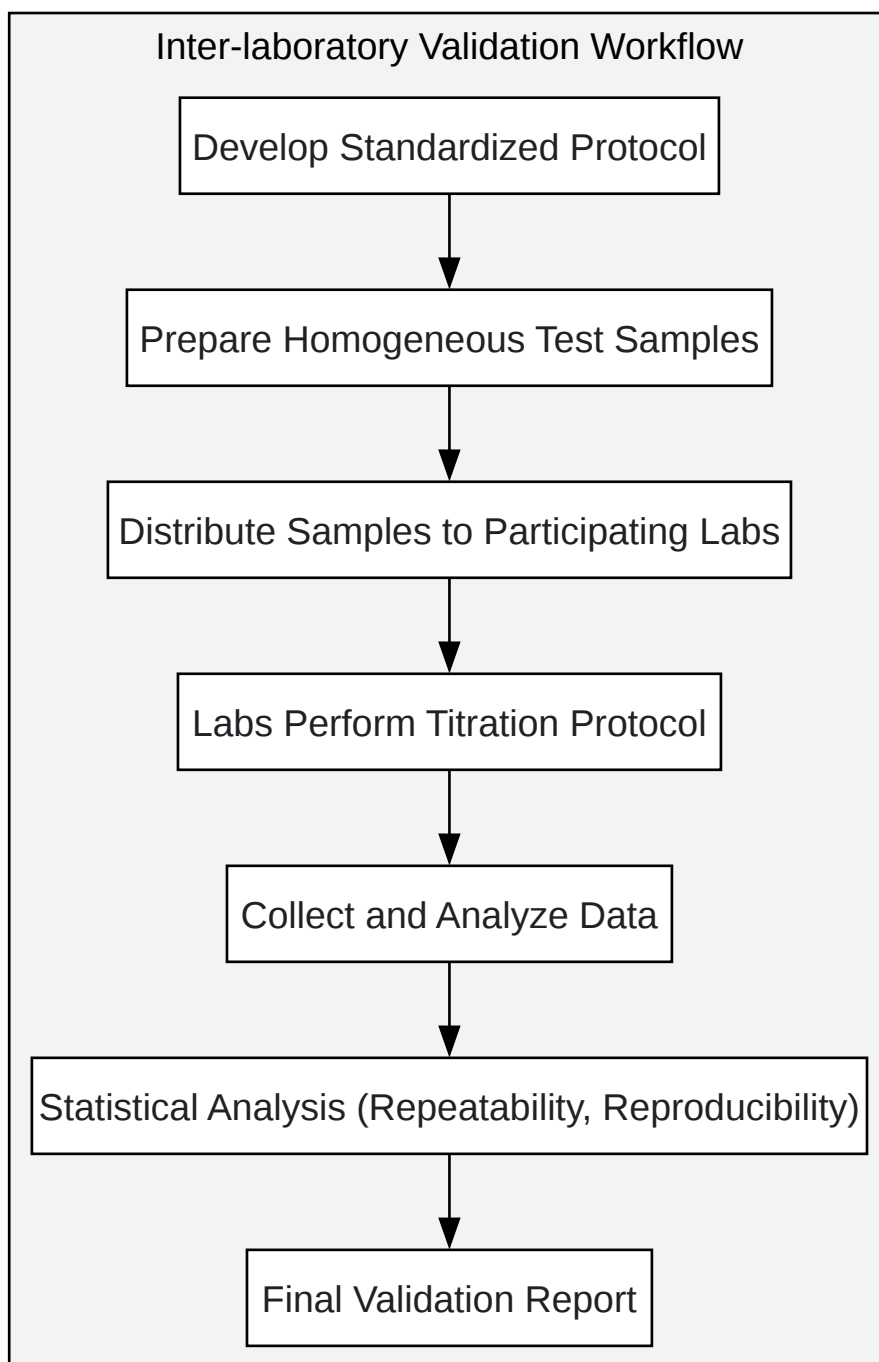 Inter-laboratory Validation Workflow
Develop Standardized Protocol
Prepare Homogeneous Test Samples
Distribute Samples to Participating Labs
Labs Perform Titration Protocol
Collect and Analyze Data
Statistical Analysis (Repeatability, Reproducibility)
Final Validation Report